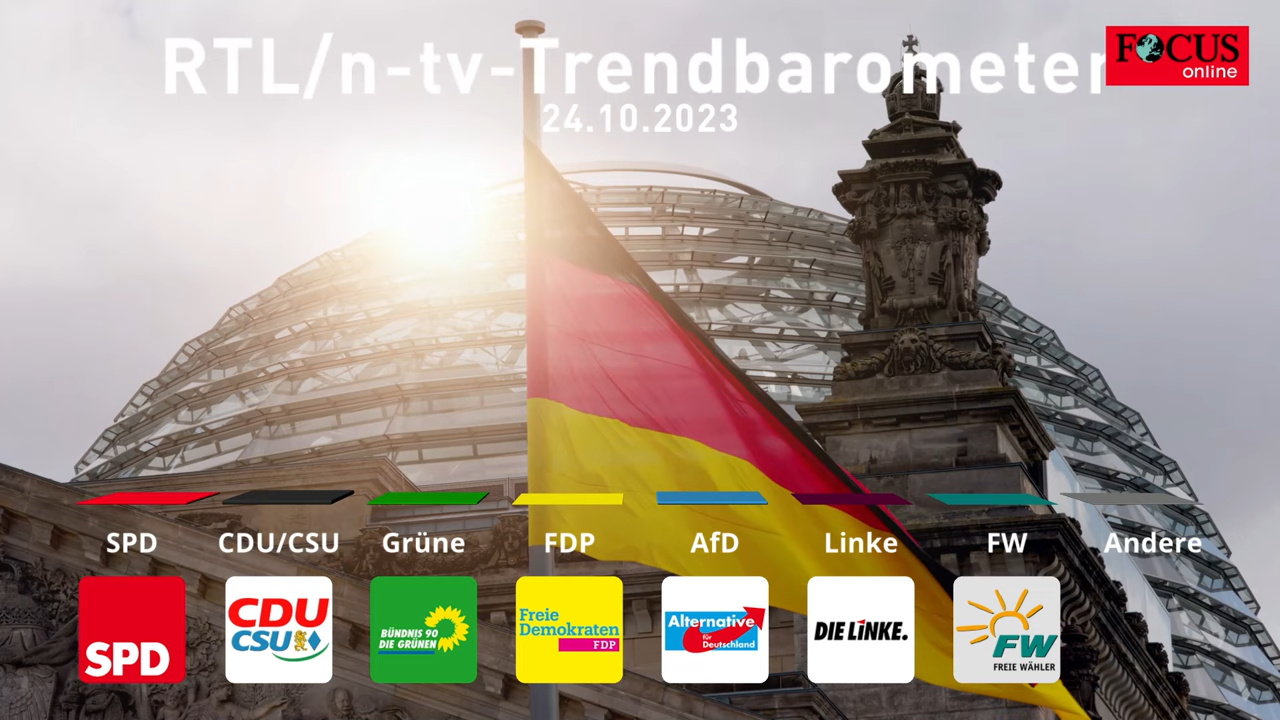 RTL/n-tv-Trendbarometer
24.10.2023
FOCUS
online
SPD
CDU/CSU
Grüne
FDP
AfD
Linke
FW
Andere
SPD
CDU
CSU
BÜNDNIS 90
DIE GRÜNEN
Freie
Demokraten
FDP
Alternative
für
Deutschland
DIE LiNKE.
FW
FREIE WÄHLER